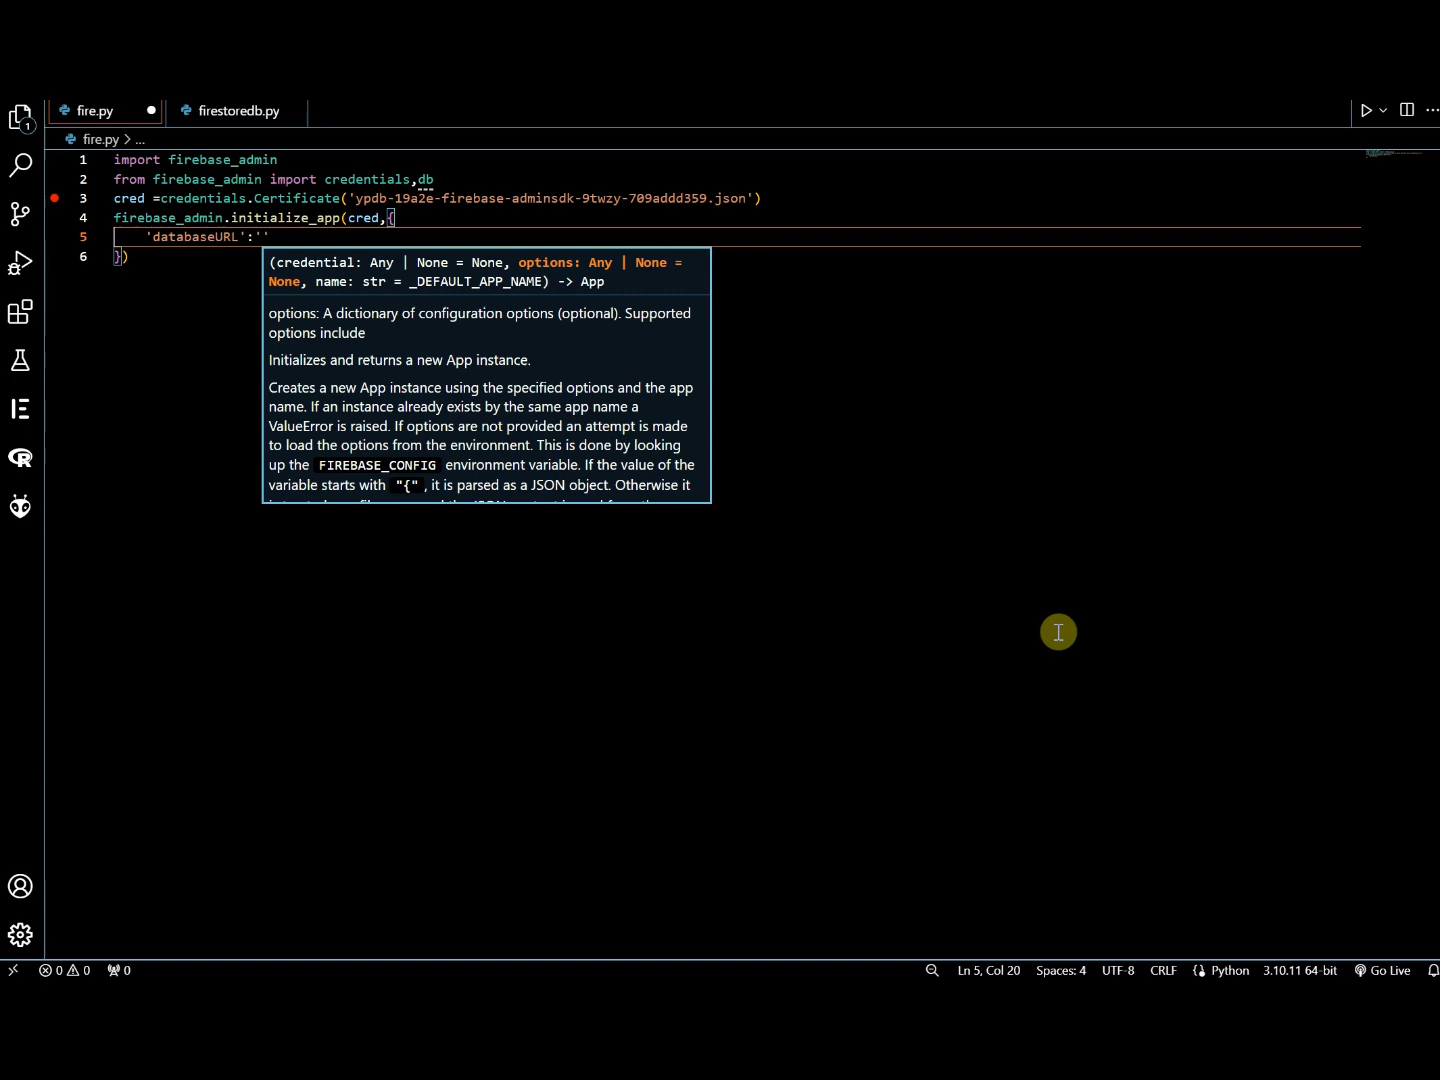 1
fire.py
firestoredb.py
fire.py > ...
1 import firebase_admin
2 from firebase_admin import credentials,db
3 cred =credentials.Certificate('ypdb-19a2e-firebase-adminsdk-9twzy-709addd359.json')
4 firebase_admin.initialize_app(cred,{
5 'databaseURL':''
6 })
(credential: Any | None = None, options: Any | None =
None, name: str = _DEFAULT_APP_NAME) -> App
options: A dictionary of configuration options (optional). Supported
options include
Initializes and returns a new App instance.
Creates a new App instance using the specified options and the app
name. If an instance already exists by the same app name a
ValueError is raised. If options are not provided an attempt is made
to load the options from the environment. This is done by looking
up the FIREBASE_CONFIG environment variable. If the value of the
variable starts with "{", it is parsed as a JSON object. Otherwise it
0 0 0 Ln 5, Col 20 Spaces: 4 UTF-8 CRLF Python 3.10.11 64-bit Go Live